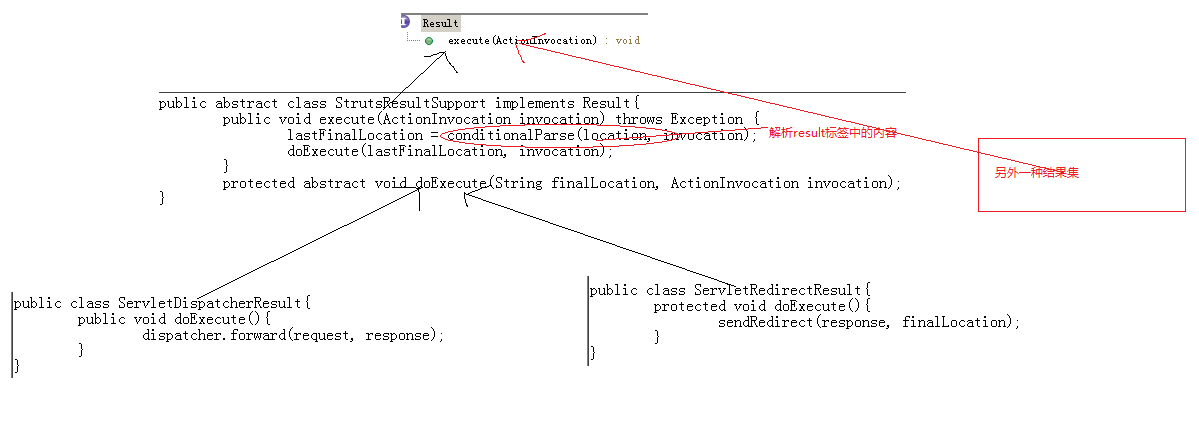 Result
execute(ActionInvocation) : void
public abstract class StrutsResultSupport implements Result{
public void execute(ActionInvocation invocation) throws Exception {
lastFinalLocation = conditionalParse(location, invocation);
解析result标签中的内容
doExecute(lastFinalLocation, invocation);
}
protected abstract void doExecute(String finalLocation, ActionInvocation invocation);
}
另外一种结果集
public class ServletDispatcherResult{
public void doExecute(){
dispatcher.forward(request, response);
}
}
public class ServletRedirectResult{
protected void doExecute(){
sendRedirect(response, finalLocation);
}
}